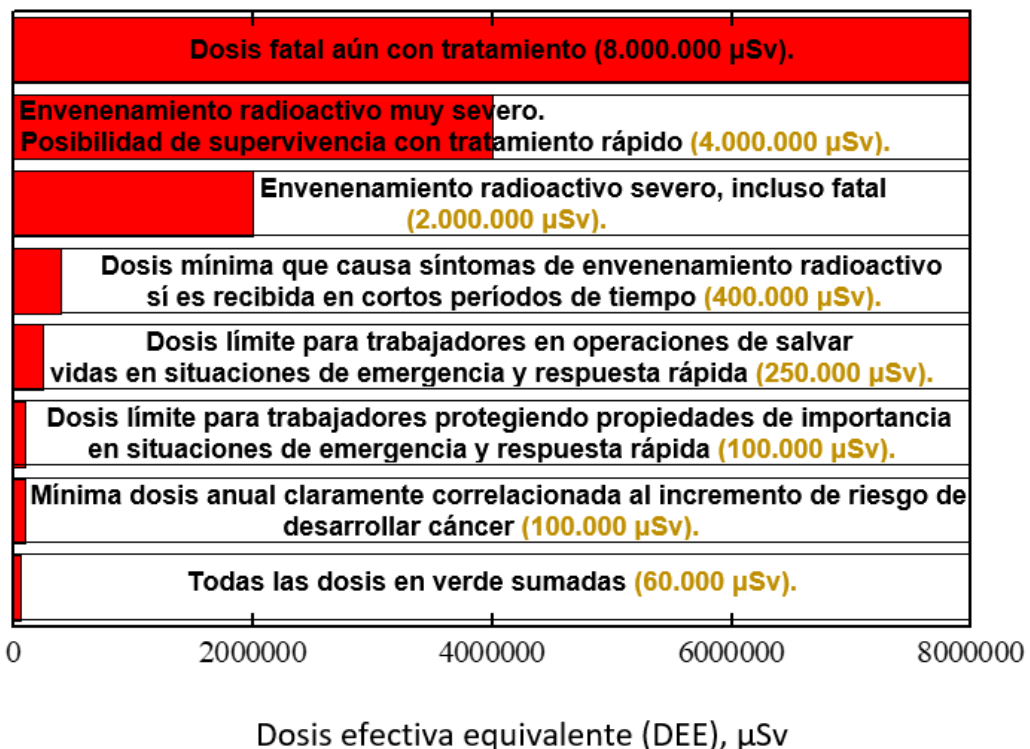 Dosis fatal aún con tratamiento (8.000.000 µSv).
Envenenamiento radioactivo muy severo.
Posibilidad de supervivencia con tratamiento rápido (4.000.000 µSv).
Envenenamiento radioactivo severo, incluso fatal
(2.000.000 µSv).
Dosis mínima que causa síntomas de envenenamiento radioactivo
sí es recibida en cortos períodos de tiempo (400.000 µSv).
Dosis límite para trabajadores en operaciones de salvar
vidas en situaciones de emergencia y respuesta rápida (250.000 µSv).
Dosis límite para trabajadores protegiendo propiedades de importancia
en situaciones de emergencia y respuesta rápida (100.000 µSv).
Mínima dosis anual claramente correlacionada al incremento de riesgo de
desarrollar cáncer (100.000 µSv).
Todas las dosis en verde sumadas (60.000 µSv).
0 2000000 4000000 6000000 8000000
Dosis efectiva equivalente (DEE), µSv